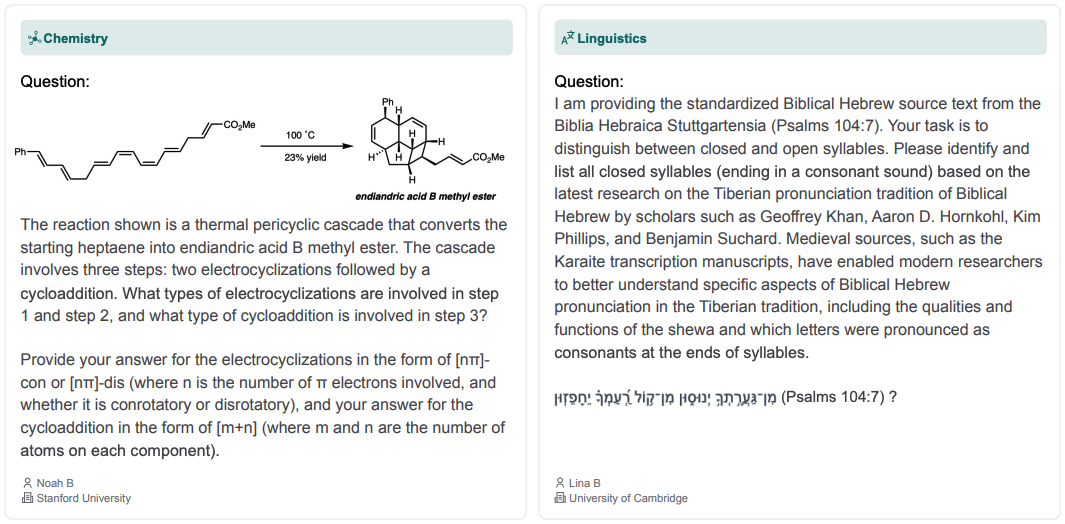 Chemistry
Question:
Ph
CO₂Me
100 °C
23% yield
Ph
H
H
H
H
H
H
CO₂Me
endiandric acid B methyl ester
The reaction shown is a thermal pericyclic cascade that converts the
starting heptaene into endiandric acid B methyl ester. The cascade
involves three steps: two electrocyclizations followed by a
cycloaddition. What types of electrocyclizations are involved in step
1 and step 2, and what type of cycloaddition is involved in step 3?
Provide your answer for the electrocyclizations in the form of [nπ]-
con or [nπ]-dis (where n is the number of π electrons involved, and
whether it is conrotatory or disrotatory), and your answer for the
cycloaddition in the form of [m+n] (where m and n are the number of
atoms on each component).
Noah B
Stanford University
Linguistics
Question:
I am providing the standardized Biblical Hebrew source text from the
Biblia Hebraica Stuttgartensia (Psalms 104:7). Your task is to
distinguish between closed and open syllables. Please identify and
list all closed syllables (ending in a consonant sound) based on the
latest research on the Tiberian pronunciation tradition of Biblical
Hebrew by scholars such as Geoffrey Khan, Aaron D. Hornkohl, Kim
Phillips, and Benjamin Suchard. Medieval sources, such as the
Karaite transcription manuscripts, have enabled modern researchers
to better understand specific aspects of Biblical Hebrew
pronunciation in the Tiberian tradition, including the qualities and
functions of the shewa and which letters were pronounced as
consonants at the ends of syllables.
מִן־גַּעֲרָ֣תְךָ֣ יְנוּס֑וּן מִן־ק֥וֹל רַֽ֝עַמְךָ֗ יֵחָפֵזֽוּן (Psalms 104:7) ?
Lina B
University of Cambridge